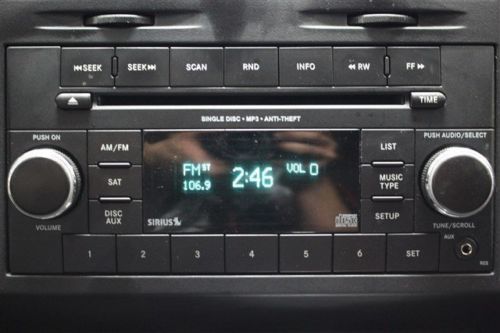 SEEK SEEK SCAN RND INFO RW FF
TIME
SINGLE DISC • MP3 • ANTI-THEFT
PUSH ON PUSH AUDIO/SELECT
AM/FM LIST
FM ST 2:46 VOL 0
106.9
SAT MUSIC TYPE
DISC AUX SETUP
SIRIUS
VOLUME TUNE/SCROLL
AUX
1 2 3 4 5 6 SET
RES